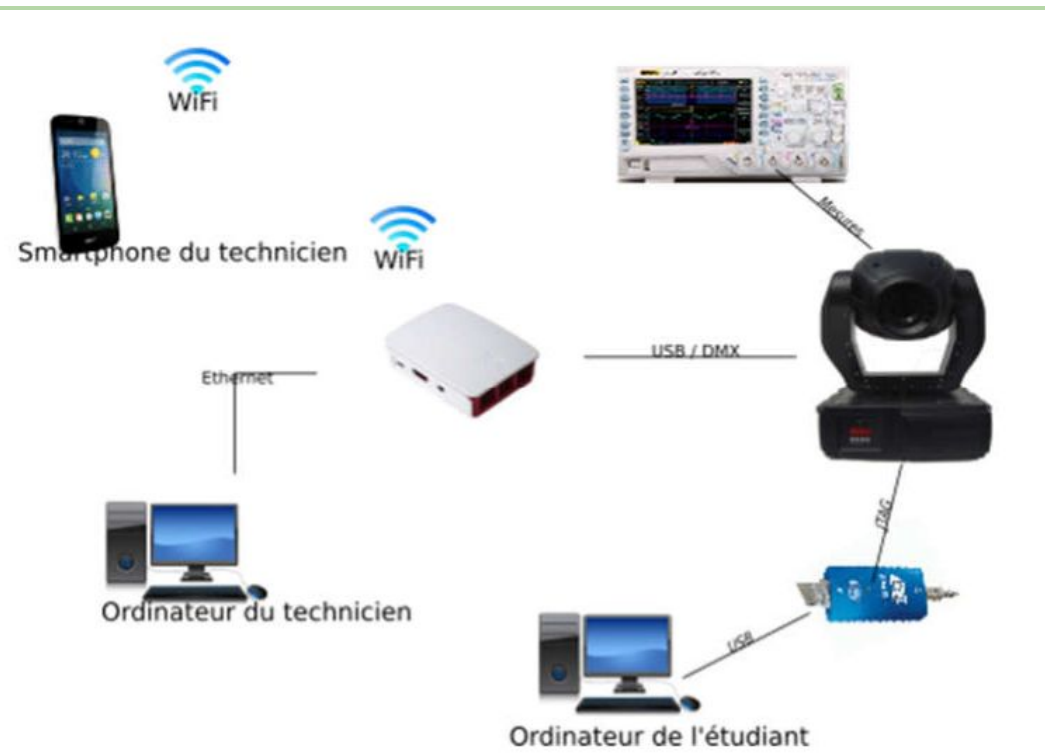 WiFi
Mesures
Smartphone du technicien
WiFi
USB / DMX
Ethernet
JTAG
Ordinateur du technicien
USB
Ordinateur de l'étudiant